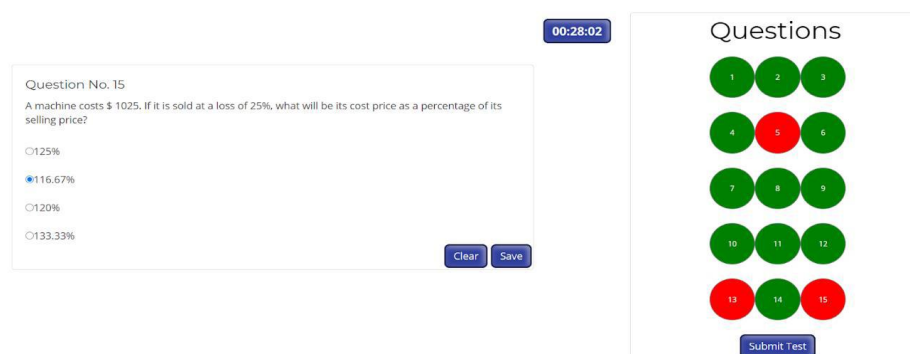 00:28:02
Question No. 15
A machine costs $ 1025. If it is sold at a loss of 25%, what will be its cost price as a percentage of its
selling price?
125%
116.67%
120%
133.33%
Clear Save
Questions
1 2 3
4 5 6
7 8 9
10 11 12
13 14 15
Submit Test